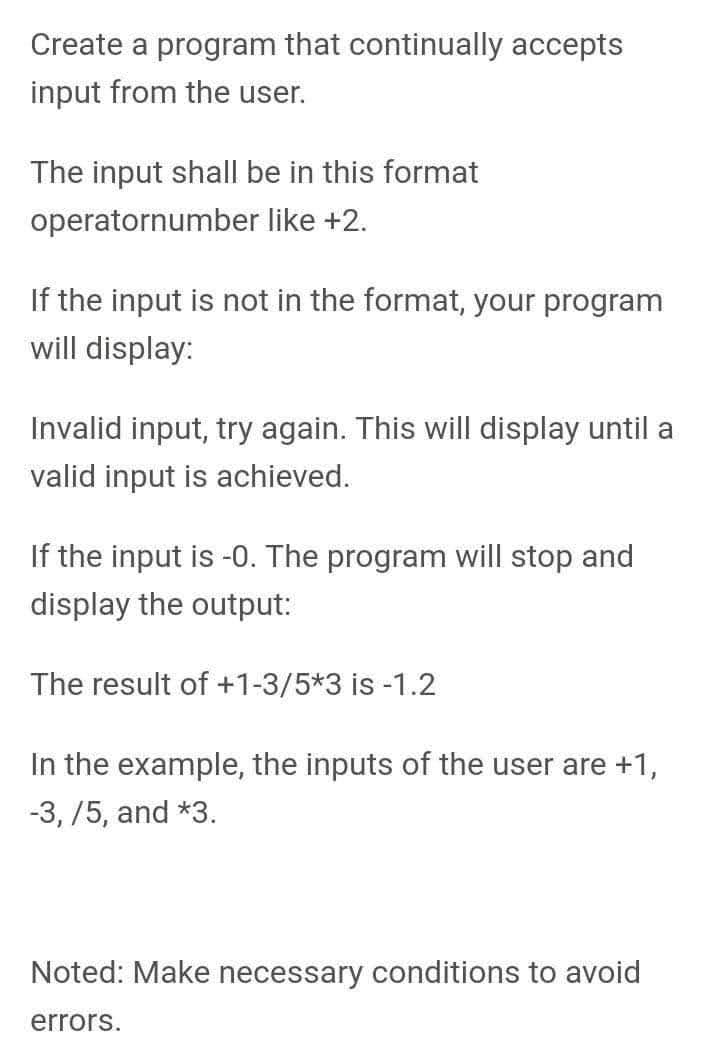 Create a program that continually accepts
input from the user.
The input shall be in this format
operatornumber like +2.
If the input is not in the format, your program
will display:
Invalid input, try again. This will display until a
valid input is achieved.
If the input is -0. The program will stop and
display the output:
The result of +1-3/5*3 is -1.2
In the example, the inputs of the user are +1,
-3, /5, and *3.
Noted: Make necessary conditions to avoid
errors.